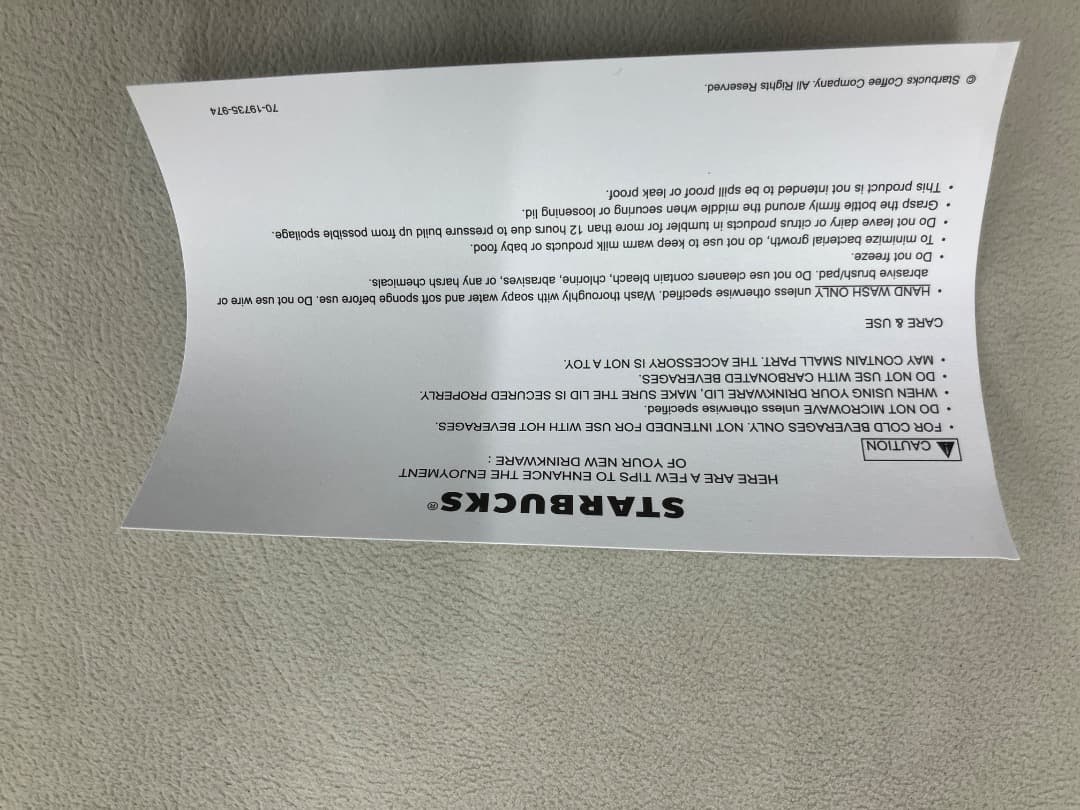 STARBUCKS®
HERE ARE A FEW TIPS TO ENHANCE THE ENJOYMENT
OF YOUR NEW DRINKWARE :
CAUTION
• FOR COLD BEVERAGES ONLY. NOT INTENDED FOR USE WITH HOT BEVERAGES.
• DO NOT MICROWAVE unless otherwise specified.
• WHEN USING YOUR DRINKWARE LID, MAKE SURE THE LID IS SECURED PROPERLY.
• DO NOT USE WITH CARBONATED BEVERAGES.
• MAY CONTAIN SMALL PART. THE ACCESSORY IS NOT A TOY.
CARE & USE
• HAND WASH ONLY unless otherwise specified. Wash thoroughly with soapy water and soft sponge before use. Do not use wire or
abrasive brush/pad. Do not use cleaners contain bleach, chlorine, abrasives, or any harsh chemicals.
• Do not freeze.
• To minimize bacterial growth, do not use to keep warm milk products or baby food.
• Do not leave dairy or citrus products in tumbler for more than 12 hours due to pressure build up from possible spoilage.
• Grasp the bottle firmly around the middle when securing or loosening lid.
• This product is not intended to be spill proof or leak proof.
70-19735-974
© Starbucks Coffee Company. All Rights Reserved.